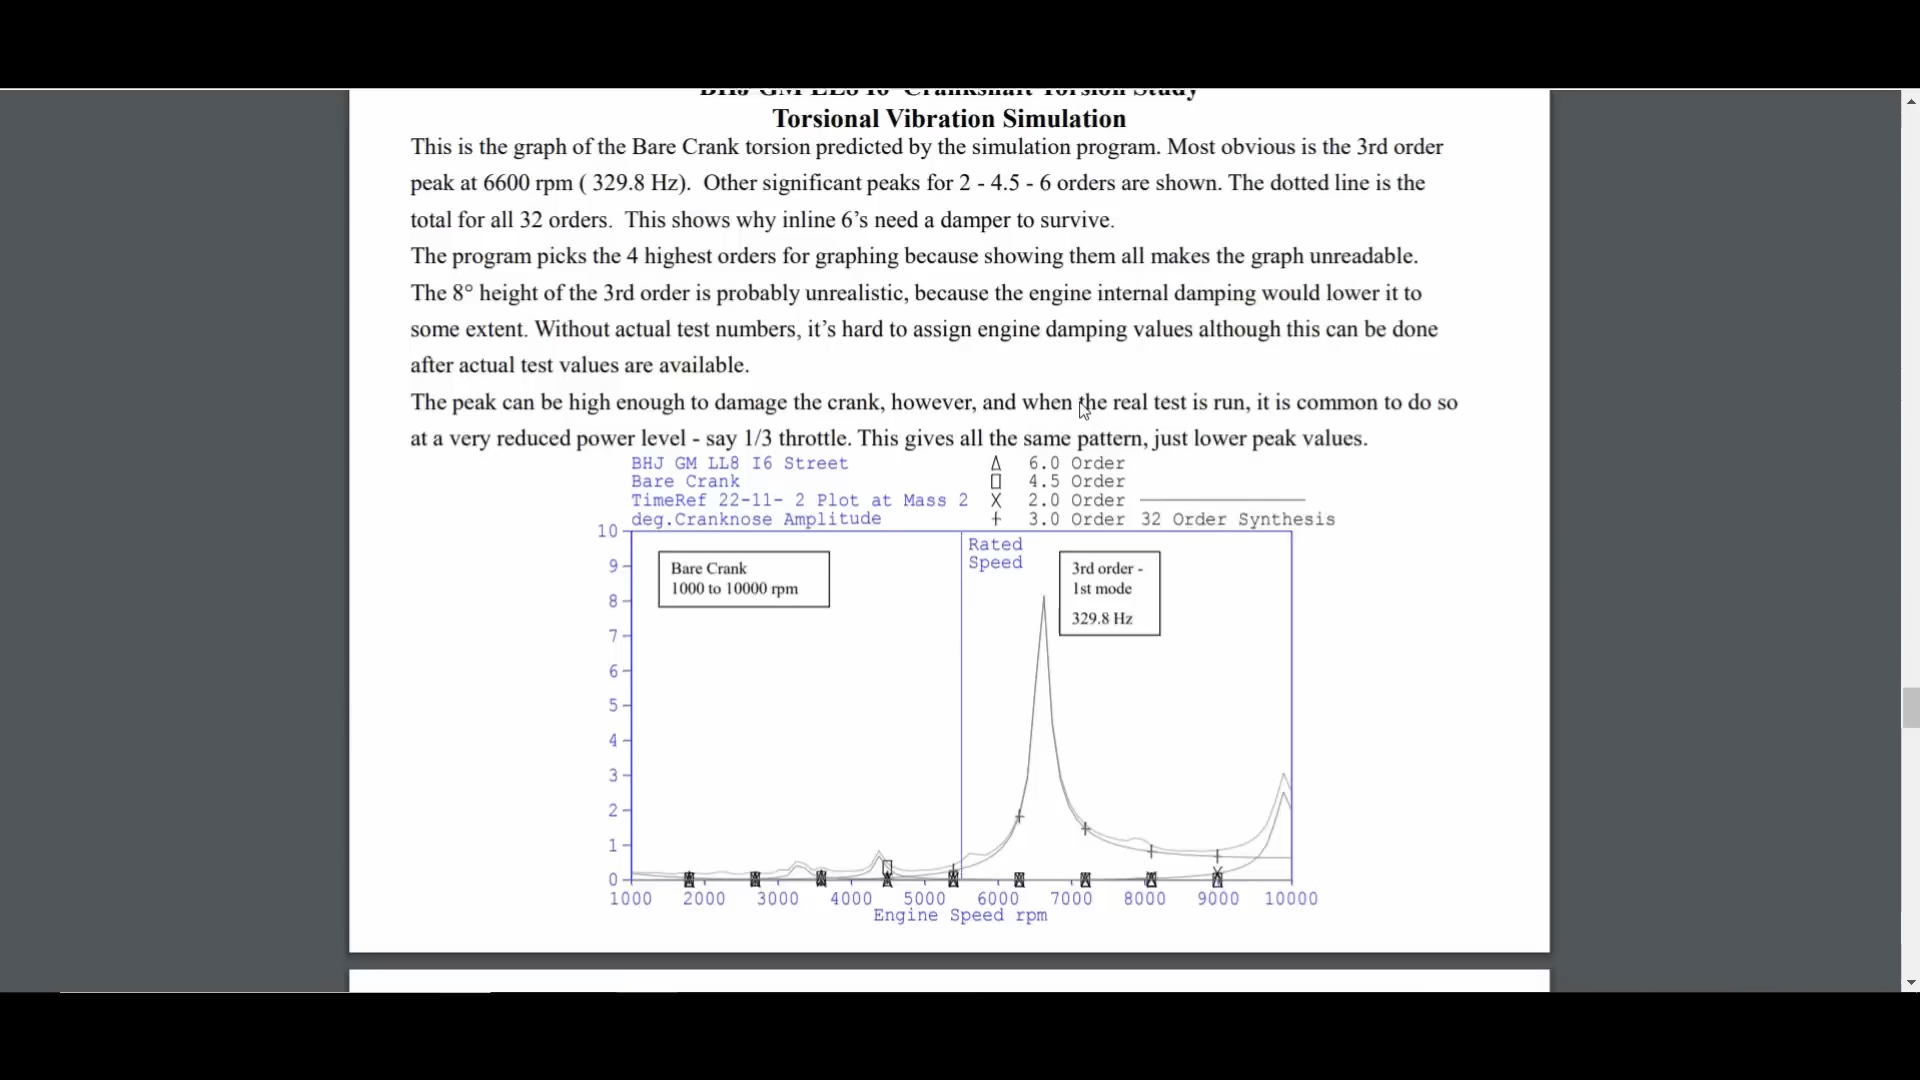 BHJ GM LL8 I6 Crankshaft Torsion Study
Torsional Vibration Simulation
This is the graph of the Bare Crank torsion predicted by the simulation program. Most obvious is the 3rd order
peak at 6600 rpm ( 329.8 Hz).  Other significant peaks for 2 - 4.5 - 6 orders are shown. The dotted line is the
total for all 32 orders.  This shows why inline 6’s need a damper to survive.
The program picks the 4 highest orders for graphing because showing them all makes the graph unreadable.
The 8° height of the 3rd order is probably unrealistic, because the engine internal damping would lower it to
some extent. Without actual test numbers, it’s hard to assign engine damping values although this can be done
after actual test values are available.
The peak can be high enough to damage the crank, however, and when the real test is run, it is common to do so
at a very reduced power level - say 1/3 throttle. This gives all the same pattern, just lower peak values.
BHJ GM LL8 I6 Street Δ 6.0 Order
Bare Crank 4.5 Order
TimeRef 22-11- 2 Plot at Mass 2 X 2.0 Order
deg.Cranknose Amplitude + 3.0 Order 32 Order Synthesis
10
9
8
7
6
5
4
3
2
1
0
Bare Crank
1000 to 10000 rpm
Rated
Speed
3rd order -
1st mode
329.8 Hz
1000 2000 3000 4000 5000 6000 7000 8000 9000 10000
Engine Speed rpm